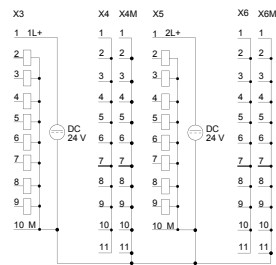 X3 X4 X4M X5 X6 X6M
1 1L+ 1 1 1 2L+ 1 1
2 2 2 2 2 2
3 3 3 3 3 3
4 4 4 4 4 4
5 5 5 5 5 5
DC DC
24 V 24 V
6 6 6 6 6 6
7 7 7 7 7 7
8 8 8 8 8 8
9 9 9 9 9 9
10 M 10 10 10 M 10 10
11 11 11 11